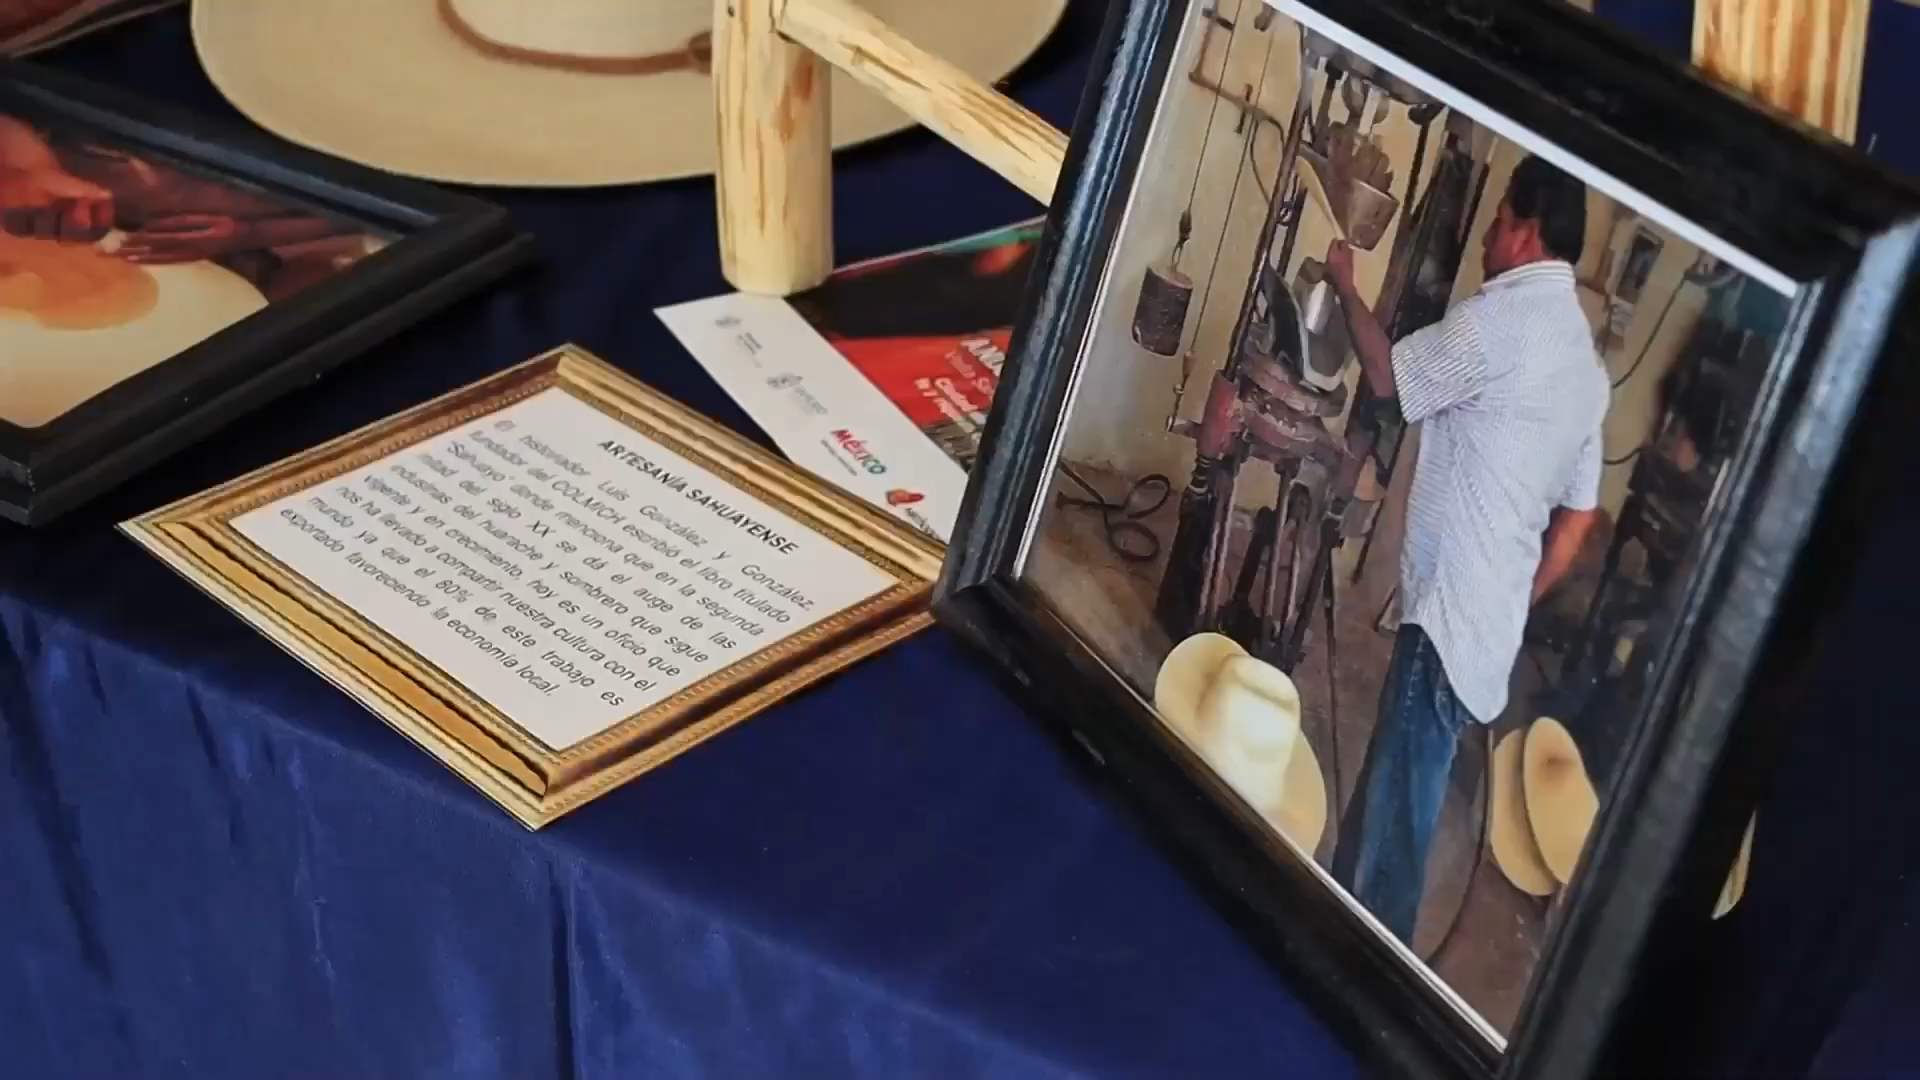 ARTESANÍA SAHUAYENSE
El historiador Luis González y González,
fundador del COLMICH escribió el libro titulado
"Sahuayo" donde menciona que en la segunda
mitad del siglo XX se dá el auge de las
industrias del huarache y sombrero que sigue
vigente y en crecimiento, hoy es un oficio que
nos ha llevado a compartir nuestra cultura con el
mundo ya que el 80% de este trabajo es
exportado favoreciendo la economía local.
México